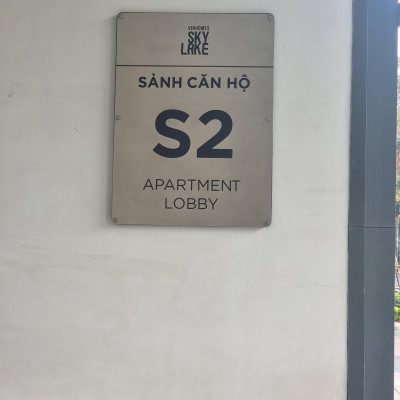 VINHOMES
SKY
LAKE
SẢNH CĂN HỘ
S2
APARTMENT
LOBBY